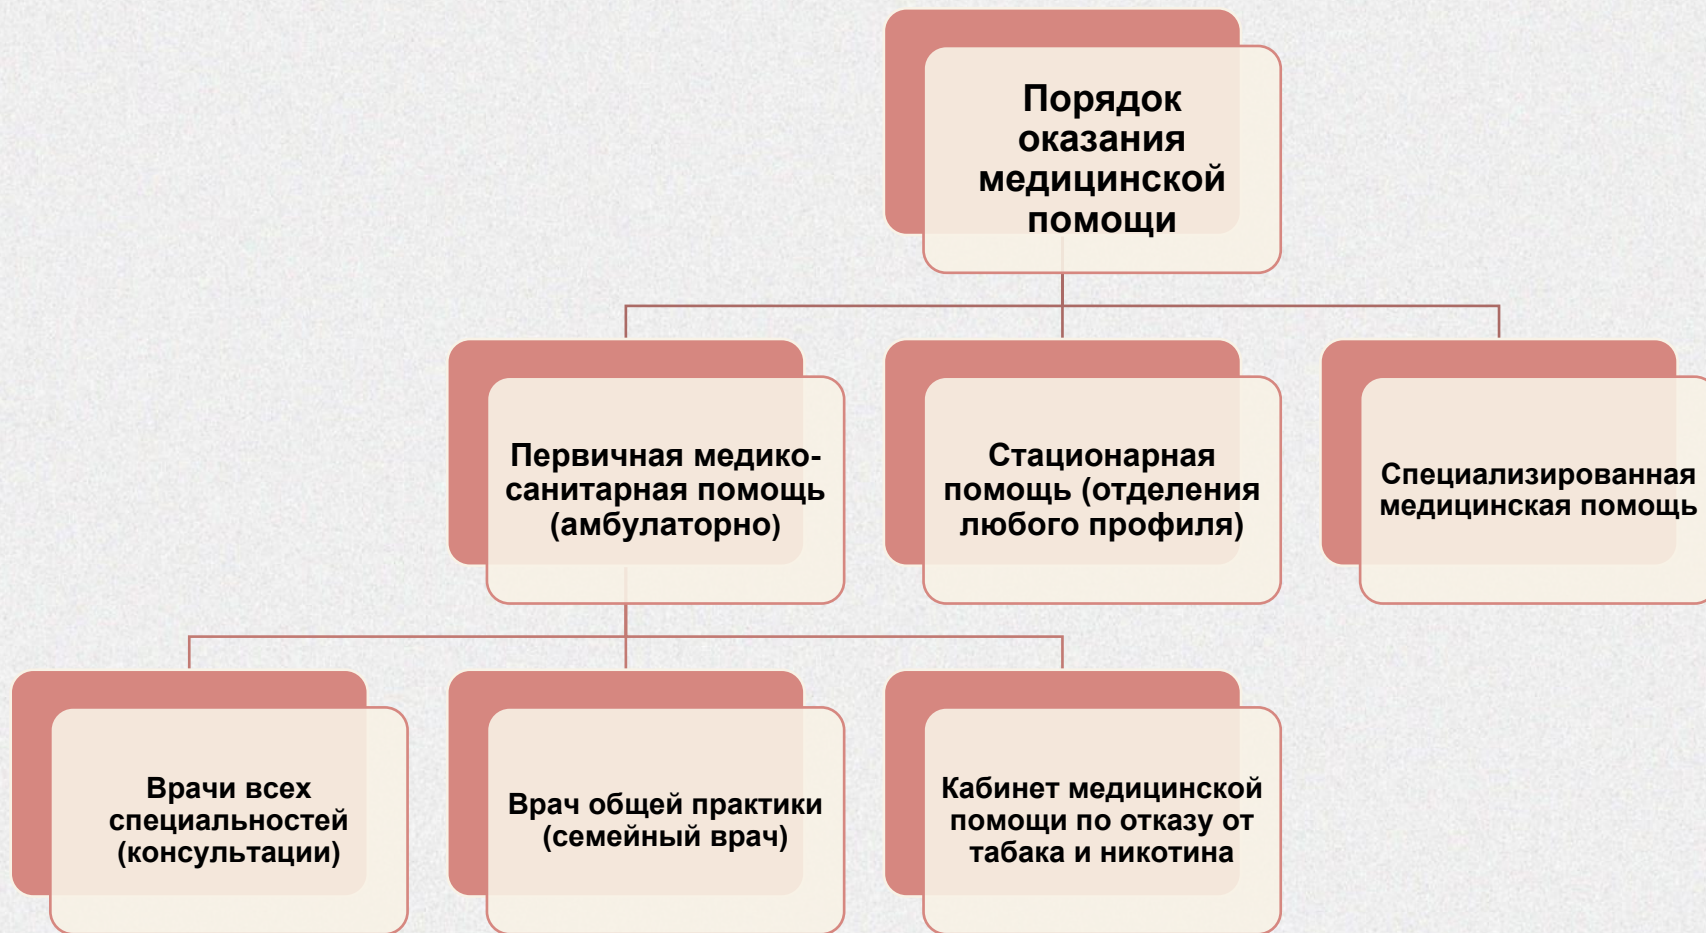 Порядок
оказания
медицинской
помощи
Первичная медико-
санитарная помощь
(амбулаторно)
Стационарная
помощь (отделения
любого профиля)
Специализированная
медицинская помощь
Врачи всех
специальностей
(консультации)
Врач общей практики
(семейный врач)
Кабинет медицинской
помощи по отказу от
табака и никотина